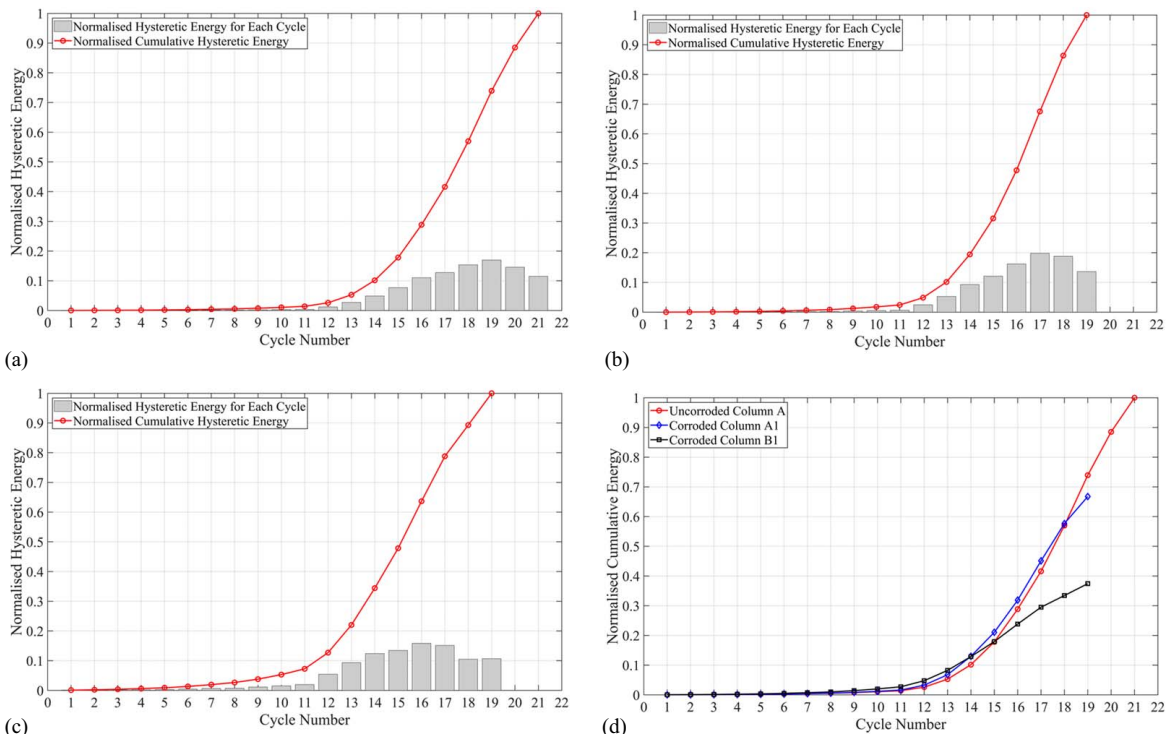 Normalised Hysteretic Energy for Each Cycle
Normalised Cumulative Hysteretic Energy
Normalised Hysteretic Energy
1
0.9
0.8
0.7
0.6
0.5
0.4
0.3
0.2
0.1
0
0 1 2 3 4 5 6 7 8 9 10 11 12 13 14 15 16 17 18 19 20 21 22
Cycle Number
(a)
Normalised Hysteretic Energy for Each Cycle
Normalised Cumulative Hysteretic Energy
Normalised Hysteretic Energy
1
0.9
0.8
0.7
0.6
0.5
0.4
0.3
0.2
0.1
0
0 1 2 3 4 5 6 7 8 9 10 11 12 13 14 15 16 17 18 19 20 21 22
Cycle Number
(b)
Normalised Hysteretic Energy for Each Cycle
Normalised Cumulative Hysteretic Energy
Normalised Hysteretic Energy
1
0.9
0.8
0.7
0.6
0.5
0.4
0.3
0.2
0.1
0
0 1 2 3 4 5 6 7 8 9 10 11 12 13 14 15 16 17 18 19 20 21 22
Cycle Number
(c)
Uncorroded Column A
Corroded Column A1
Corroded Column B1
Normalised Cumulative Energy
1
0.9
0.8
0.7
0.6
0.5
0.4
0.3
0.2
0.1
0
0 1 2 3 4 5 6 7 8 9 10 11 12 13 14 15 16 17 18 19 20 21 22
Cycle Number
(d)